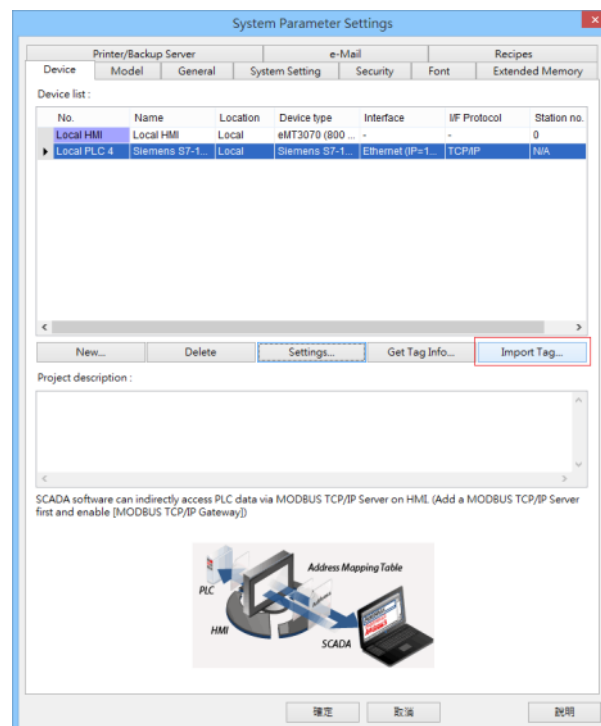 System Parameter Settings
Printer/Backup Server e-Mail Recipes
Device Model General System Setting Security Font Extended Memory
Device list :
No. Name Location Device type Interface I/F Protocol Station no.
Local HMI Local HMI Local eMT3070 (800 ... - - 0
Local PLC 4 Siemens S7-1... Local Siemens S7-1... Ethernet (IP=1... TCP/IP N/A
New... Delete Settings... Get Tag Info... Import Tag...
Project description :
SCADA software can indirectly access PLC data via MODBUS TCP/IP Server on HMI. (Add a MODBUS TCP/IP Server
first and enable [MODBUS TCP/IP Gateway])
Address Mapping Table
PLC
HMI
SCADA
確定 取消 說明